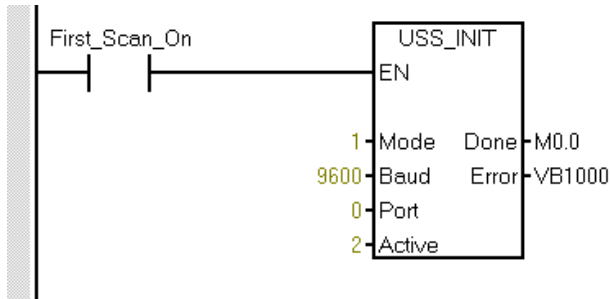 First_Scan_On USS_INIT
EN
1 Mode Done M0.0
9600 Baud Error VB1000
0 Port
2 Active